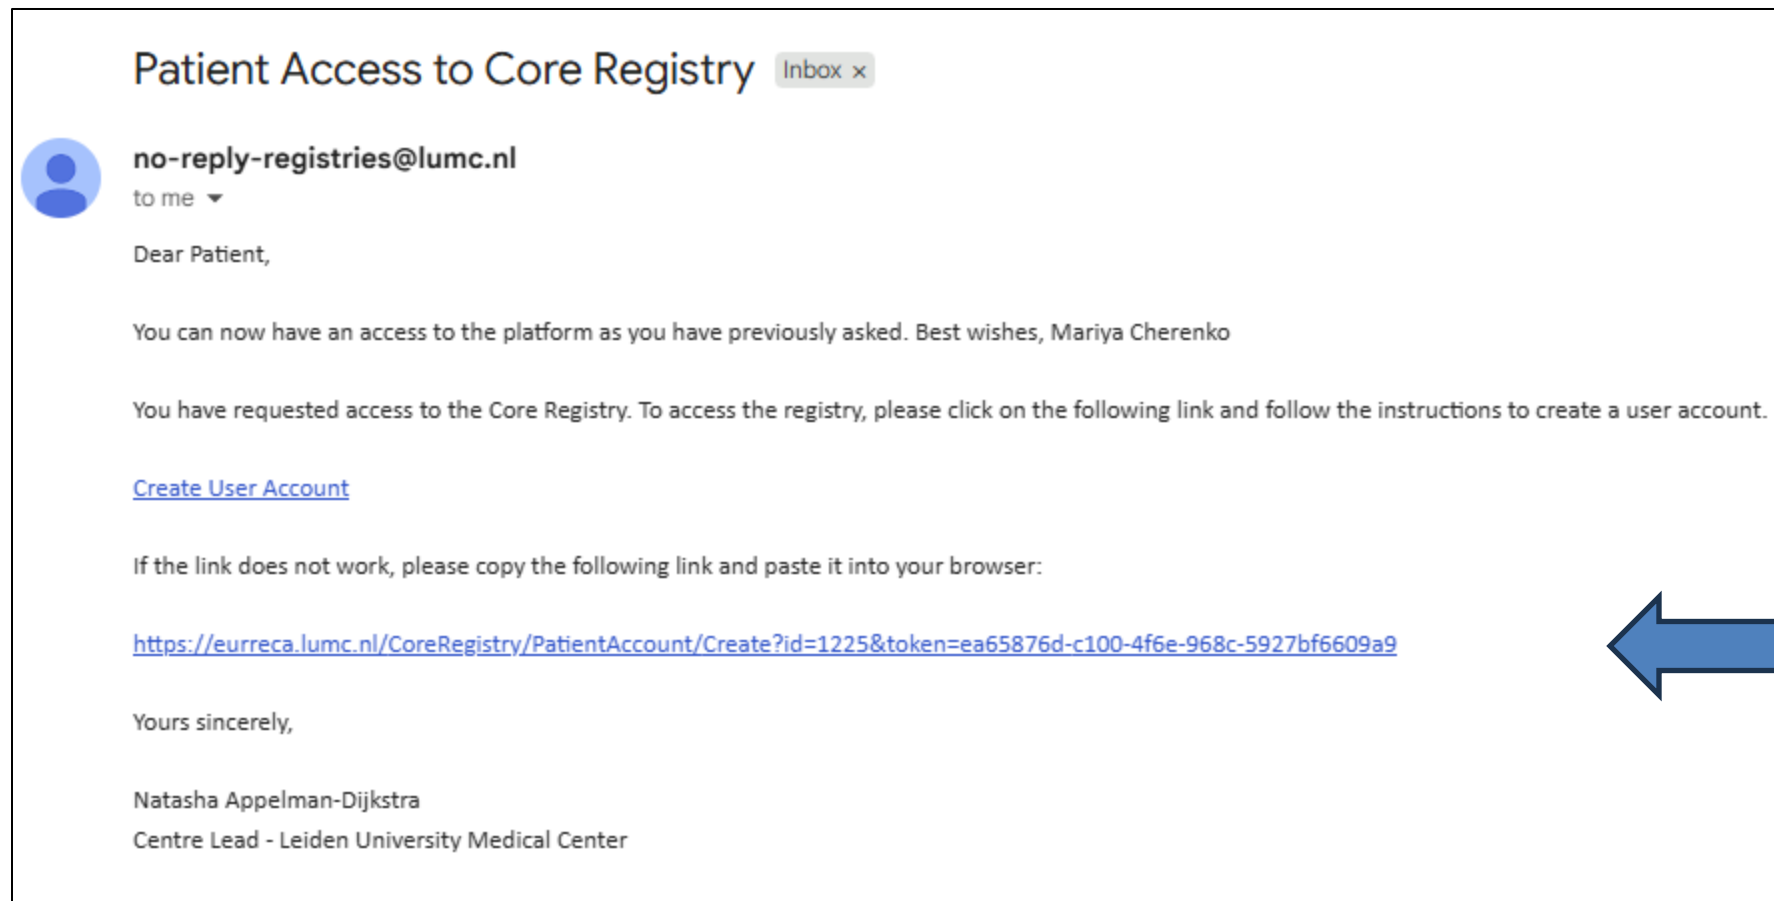 Patient Access to Core Registry Inbox ×
no-reply-registries@lumc.nl
to me
Dear Patient,
You can now have an access to the platform as you have previously asked. Best wishes, Mariya Cherenko
You have requested access to the Core Registry. To access the registry, please click on the following link and follow the instructions to create a user account.
Create User Account
If the link does not work, please copy the following link and paste it into your browser:
https://eurreca.lumc.nl/CoreRegistry/PatientAccount/Create?id=1225&token=ea65876d-c100-4f6e-968c-5927bf6609a9
Yours sincerely,
Natasha Appelman-Dijkstra
Centre Lead - Leiden University Medical Center